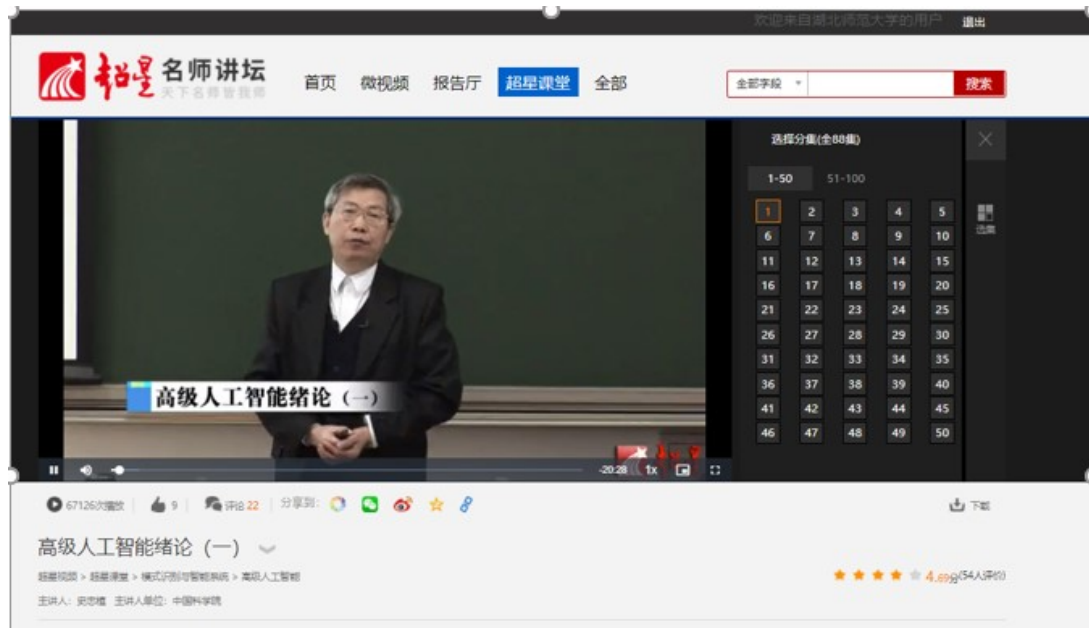 欢迎来自湖北师范大学的用户 退出
超星 名师讲坛
天下名师皆我师
首页 微视频 报告厅 超星课堂 全部
全部字段 搜索
选择分集(全88集)
1-50 51-100
1 2 3 4 5
选集
6 7 8 9 10
11 12 13 14 15
16 17 18 19 20
21 22 23 24 25
26 27 28 29 30
31 32 33 34 35
36 37 38 39 40
41 42 43 44 45
46 47 48 49 50
高级人工智能绪论（一）
-20:28 1x
67126次播放 9 评论 22 分享到: 下载
高级人工智能绪论（一）
超星视频 > 超星课堂 > 模式识别与智能系统 > 高级人工智能
4.69分(54人评价)
主讲人：史忠植 主讲人单位：中国科学院